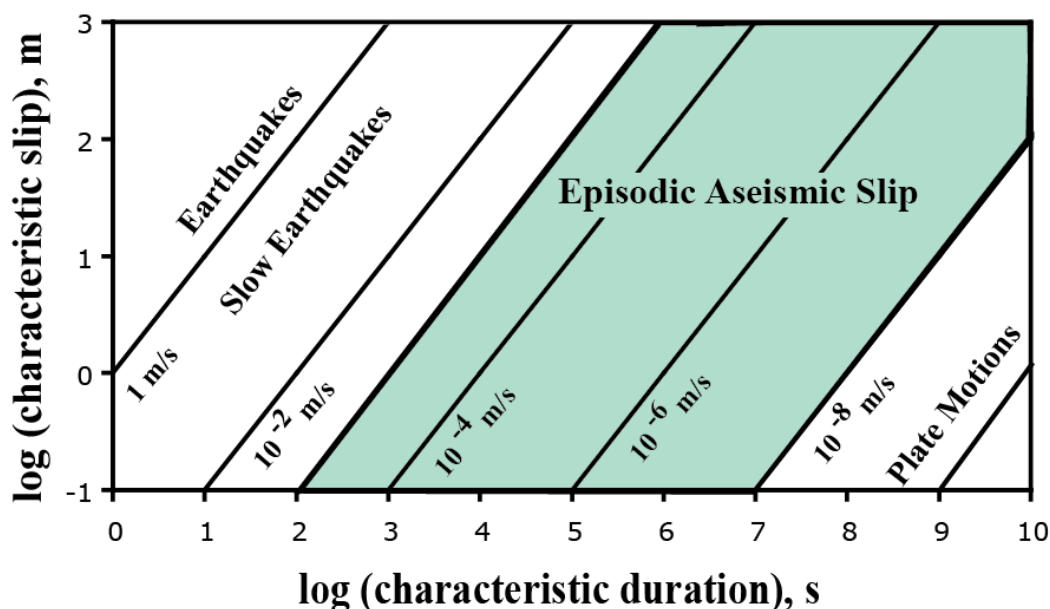 log (characteristic slip), m
3
2
1
0
-1
Earthquakes
Slow Earthquakes
Episodic Aseismic Slip
Plate Motions
1 m/s
10 -2 m/s
10 -4 m/s
10 -6 m/s
10 -8 m/s
0 1 2 3 4 5 6 7 8 9 10
log (characteristic duration), s